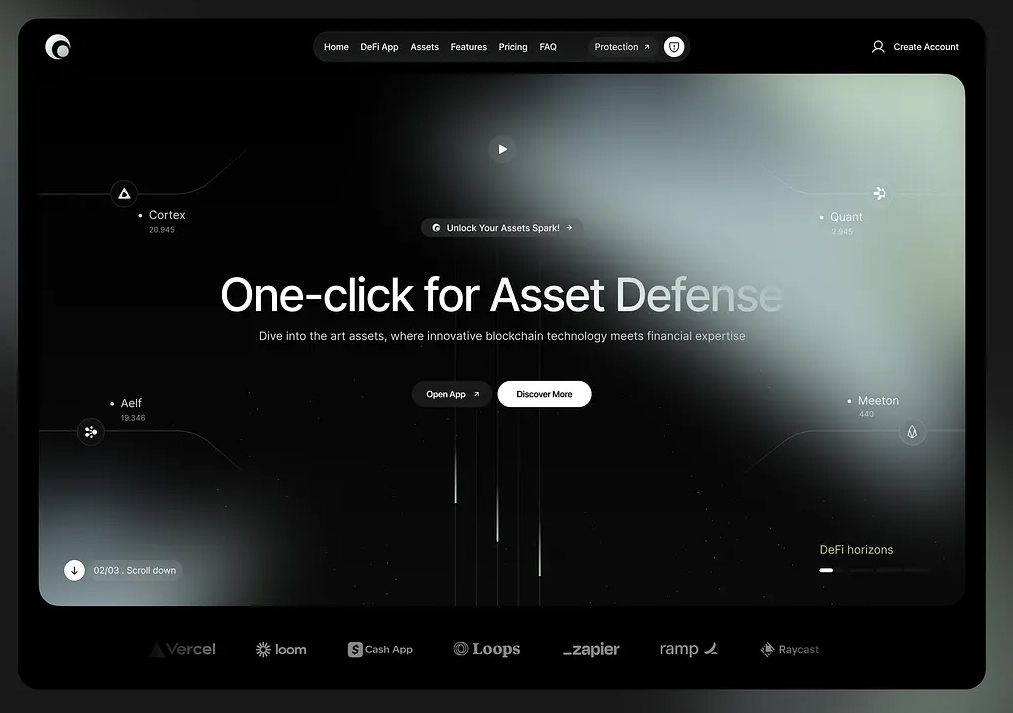 Home DeFi App Assets Features Pricing FAQ Protection Create Account
Cortex
20.945
Quant
2.945
Unlock Your Assets Spark!
One-click for Asset Defense
Dive into the art assets, where innovative blockchain technology meets financial expertise
Open App Discover More
Aelf
19.346
Meeton
440
DeFi horizons
02/03 . Scroll down
Vercel loom $ Cash App Loops _zapier ramp Raycast